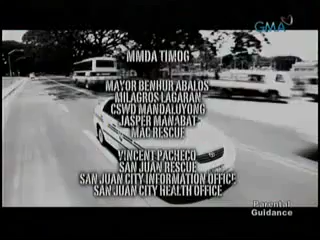 GMA
MMDA TIMOG
MAYOR BENHUR ABALOS
MILAGROS LAGARAN
CSWD MANDALUYONG
JASPER MANABAT
MAC RESCUE
VINCENT PACHECO
SAN JUAN RESCUE
SAN JUAN CITY INFORMATION OFFICE
SAN JUAN CITY HEALTH OFFICE
Parental
Guidance